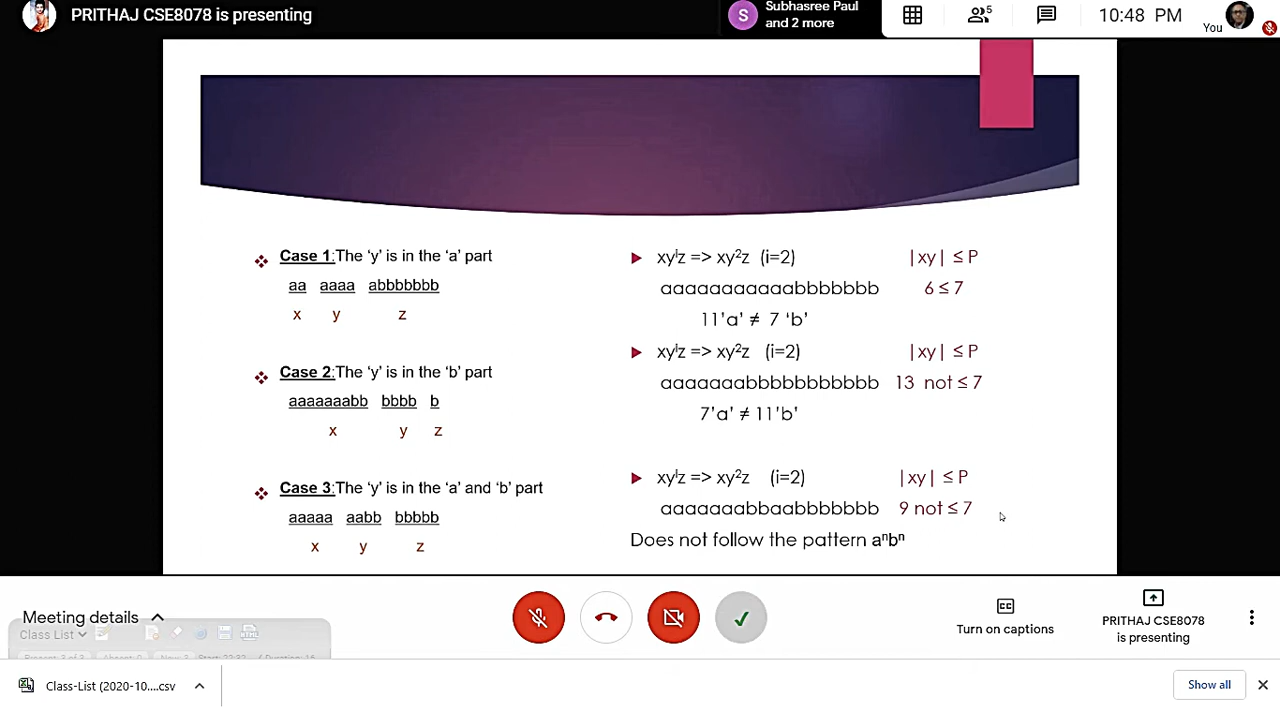 PRITHAJ CSE8078 is presenting
S
Subhasree Paul
and 2 more
5
10:48 PM
You
Case 1:The ‘y’ is in the ‘a’ part
aa aaaa abbbbbbb
x y z
xyⁱz => xy²z (i=2) |xy| ≤ P
aaaaaaaaaaabbbbbbb 6 ≤ 7
11’a’ ≠ 7 ‘b’
Case 2:The ‘y’ is in the ‘b’ part
aaaaaaabb bbbb b
x y z
xyⁱz => xy²z (i=2) |xy| ≤ P
aaaaaaabbbbbbbbbbb 13 not ≤ 7
7’a’ ≠ 11’b’
Case 3:The ‘y’ is in the ‘a’ and ‘b’ part
aaaaa aabb bbbbb
x y z
xyⁱz => xy²z (i=2) |xy| ≤ P
aaaaaaabbaabbbbbbb 9 not ≤ 7
Does not follow the pattern aⁿbⁿ
Meeting details
Class List
CC
Turn on captions
PRITHAJ CSE8078
is presenting
Class-List (2020-10....csv
Show all